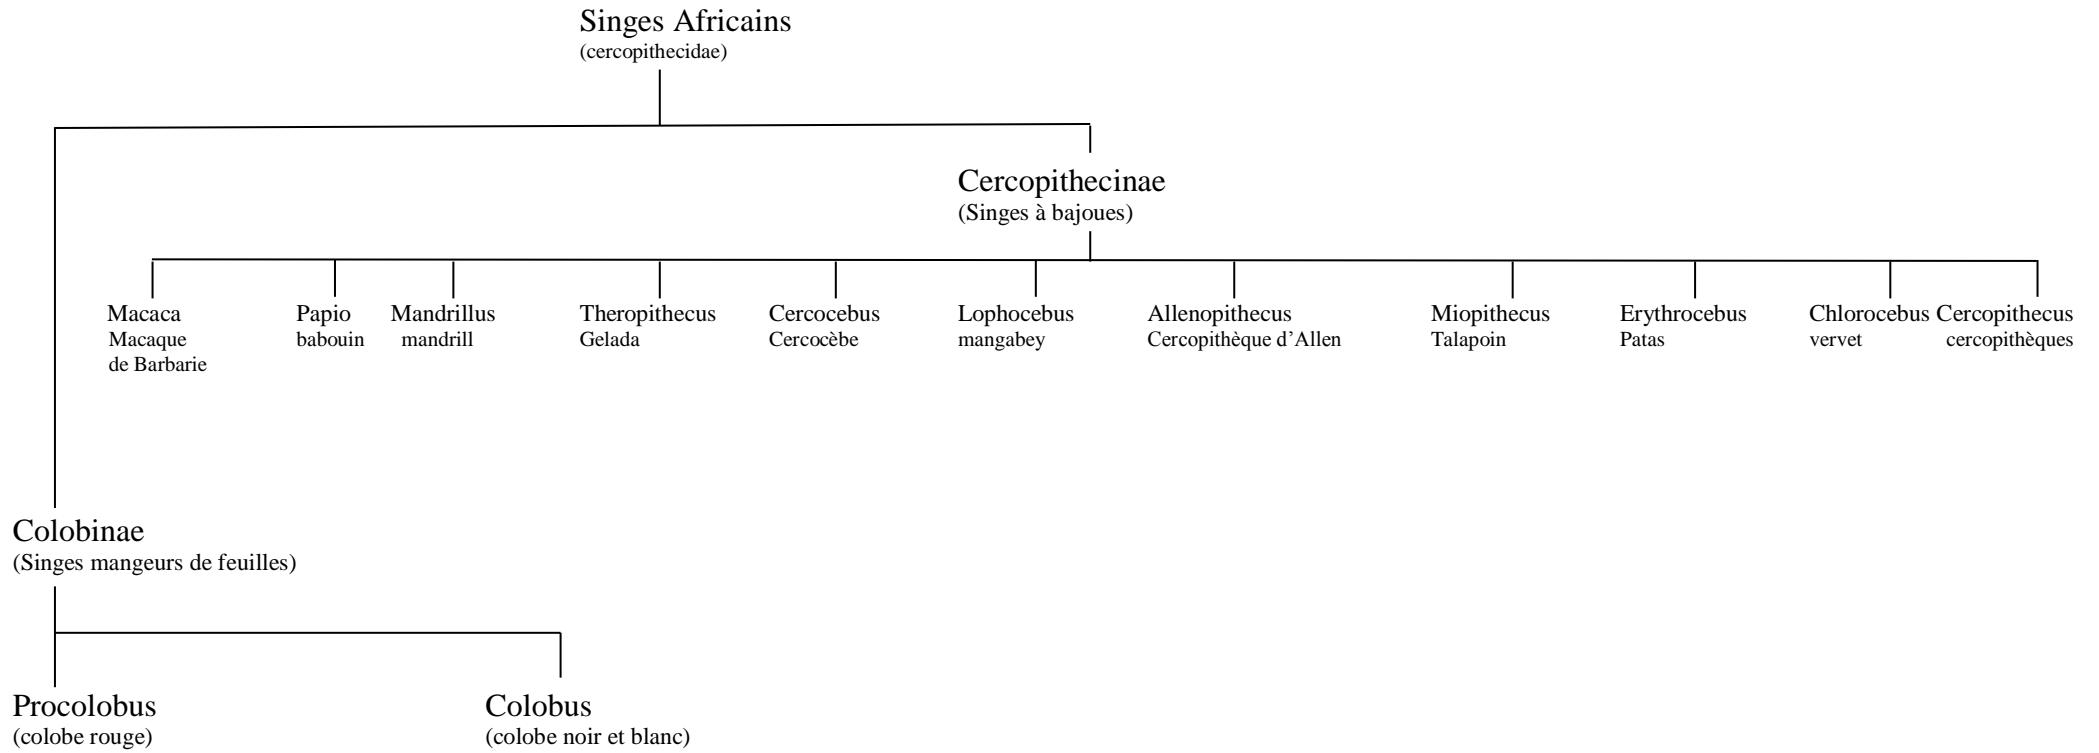 Singes Africains
(cercopithecidae)
Cercopithecinae
(Singes à bajoues)
Macaca
Macaque
de Barbarie
Papio
babouin
Mandrillus
mandrill
Theropithecus
Gelada
Cercocebus
Cercocèbe
Lophocebus
mangabey
Allenopithecus
Cercopithèque d’Allen
Miopithecus
Talapoin
Erythrocebus
Patas
Chlorocebus
vervet
Cercopithecus
cercopithèques
Colobinae
(Singes mangeurs de feuilles)
Procolobus
(colobe rouge)
Colobus
(colobe noir et blanc)